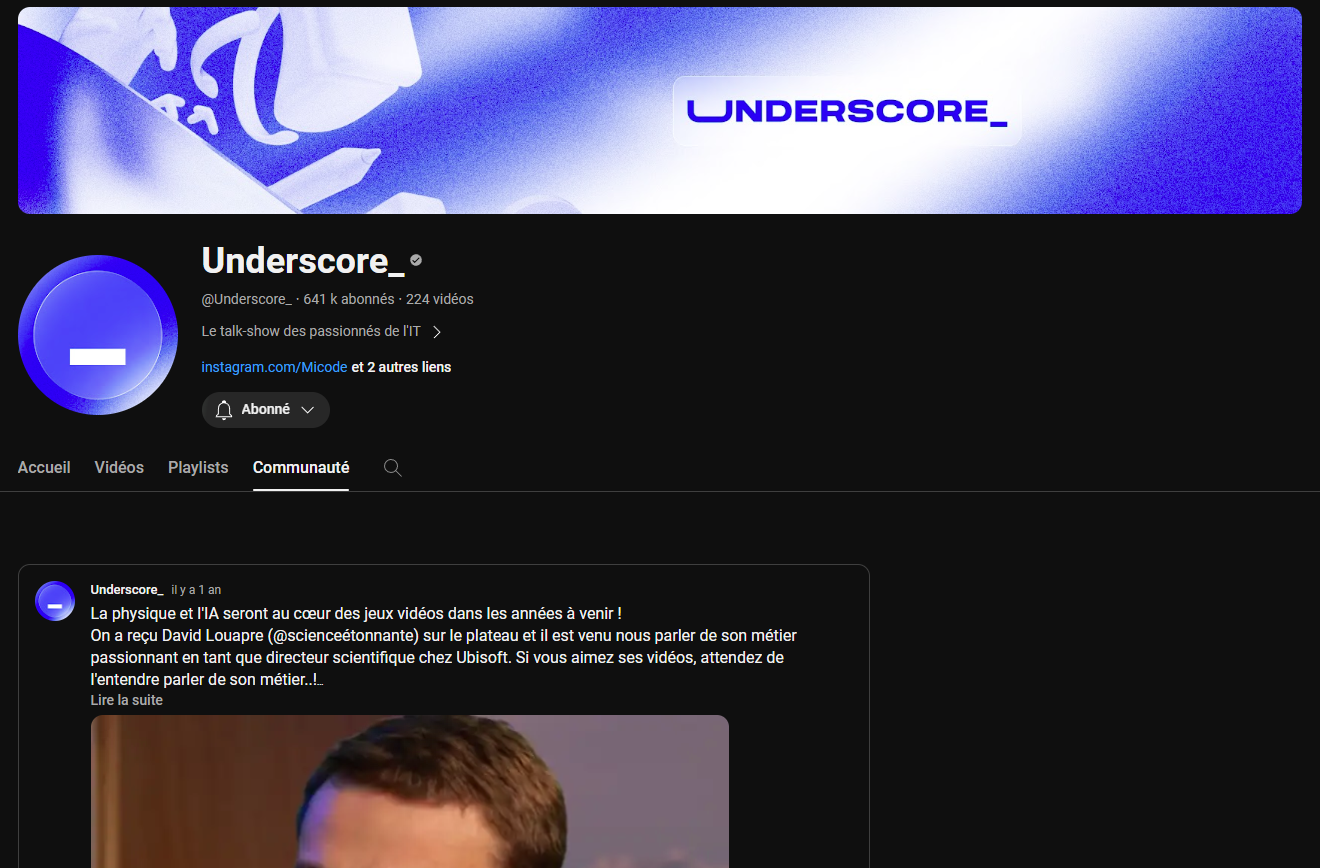 UNDERSCORE_
Underscore_
@Underscore_ · 641 k abonnés · 224 vidéos
Le talk-show des passionnés de l'IT
instagram.com/Micode et 2 autres liens
Abonné
Accueil Vidéos Playlists Communauté
Underscore_ il y a 1 an
La physique et l'IA seront au cœur des jeux vidéos dans les années à venir !
On a reçu David Louapre (@scienceétonnante) sur le plateau et il est venu nous parler de son métier
passionnant en tant que directeur scientifique chez Ubisoft. Si vous aimez ses vidéos, attendez de
l'entendre parler de son métier..!…
Lire la suite